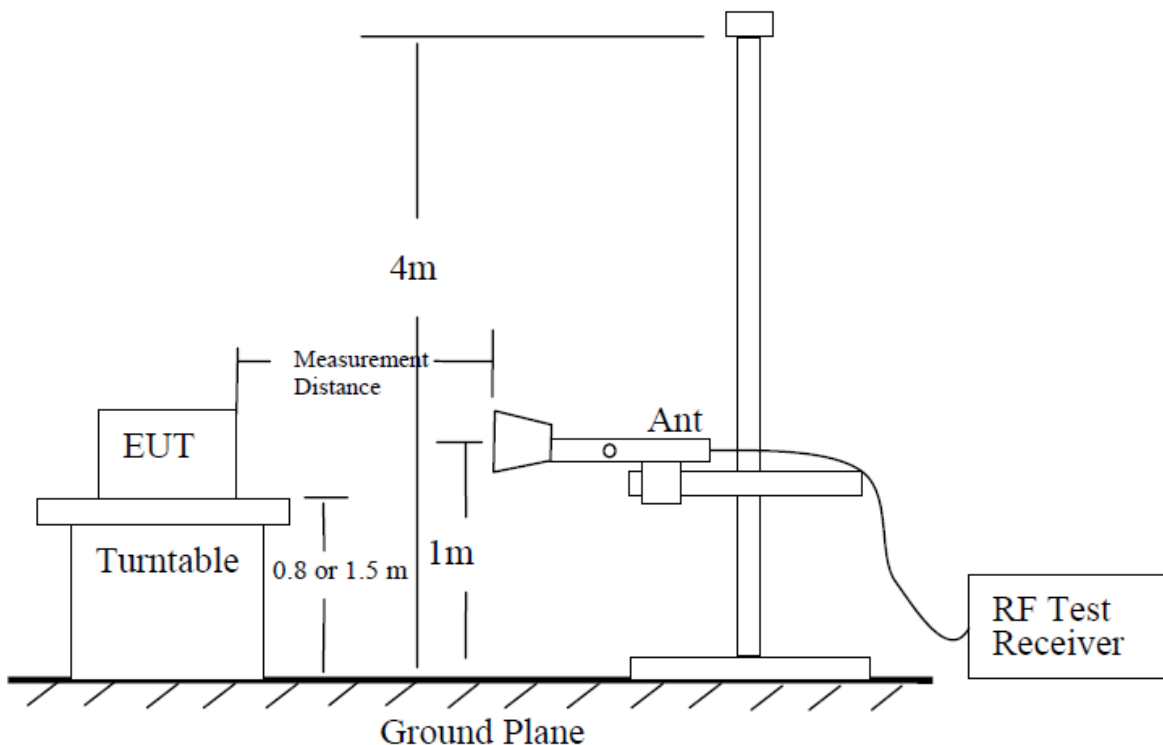 4m
Measurement
Distance
EUT
Ant
Turntable
0.8 or 1.5 m
1m
RF Test
Receiver
Ground Plane